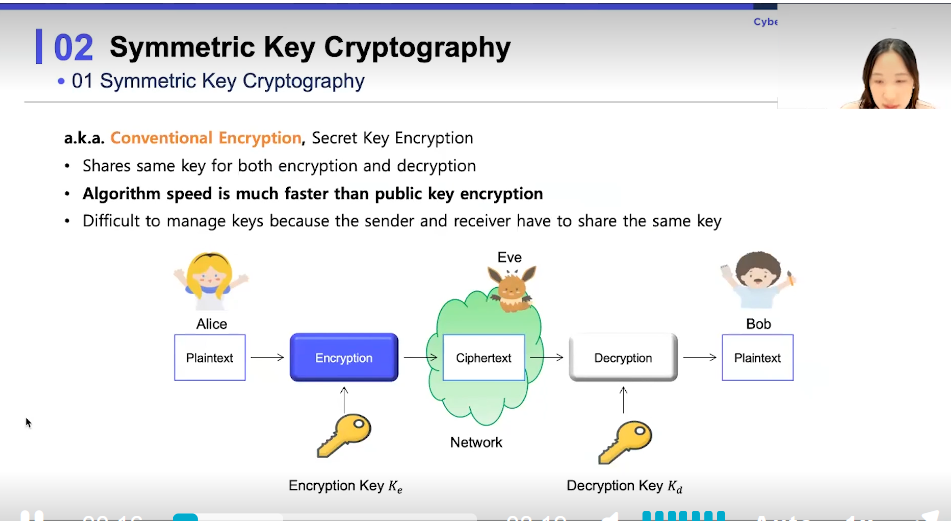 Cybe
02 Symmetric Key Cryptography
• 01 Symmetric Key Cryptography
a.k.a. Conventional Encryption, Secret Key Encryption
• Shares same key for both encryption and decryption
• Algorithm speed is much faster than public key encryption
• Difficult to manage keys because the sender and receiver have to share the same key
Eve
Alice
Bob
Plaintext
Encryption
Ciphertext
Decryption
Plaintext
Network
Encryption Key Kₑ
Decryption Key K_d